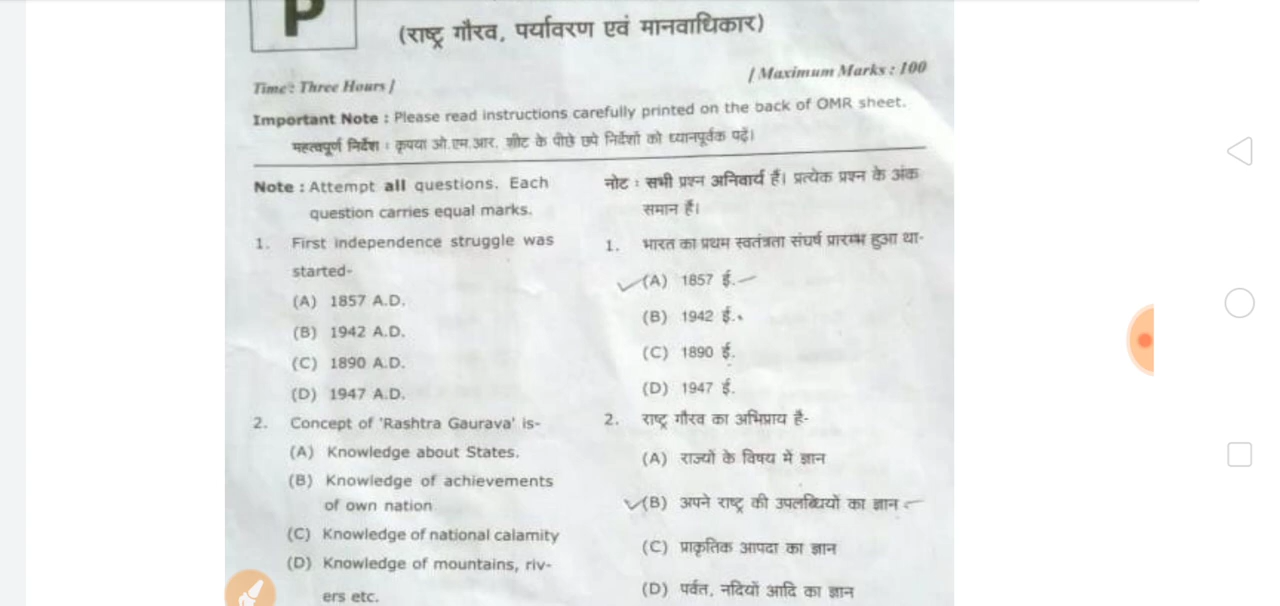 P
(राष्ट्र गौरव, पर्यावरण एवं मानवाधिकार)
Time : Three Hours ]
[ Maximum Marks : 100
Important Note : Please read instructions carefully printed on the back of OMR sheet.
महत्वपूर्ण निर्देश : कृपया ओ.एम.आर. शीट के पीछे छपे निर्देशों को ध्यानपूर्वक पढ़ें।
Note : Attempt all questions. Each
question carries equal marks.
1. First independence struggle was
started-
(A) 1857 A.D.
(B) 1942 A.D.
(C) 1890 A.D.
(D) 1947 A.D.
2. Concept of 'Rashtra Gaurava' is-
(A) Knowledge about States.
(B) Knowledge of achievements
of own nation
(C) Knowledge of national calamity
(D) Knowledge of mountains, riv-
ers etc.
नोट : सभी प्रश्न अनिवार्य हैं। प्रत्येक प्रश्न के अंक
समान हैं।
1. भारत का प्रथम स्वतंत्रता संघर्ष प्रारम्भ हुआ था-
(A) 1857 ई.
(B) 1942 ई.
(C) 1890 ई.
(D) 1947 ई.
2. राष्ट्र गौरव का अभिप्राय है-
(A) राज्यों के विषय में ज्ञान
(B) अपने राष्ट्र की उपलब्धियों का ज्ञान
(C) प्राकृतिक आपदा का ज्ञान
(D) पर्वत, नदियों आदि का ज्ञान